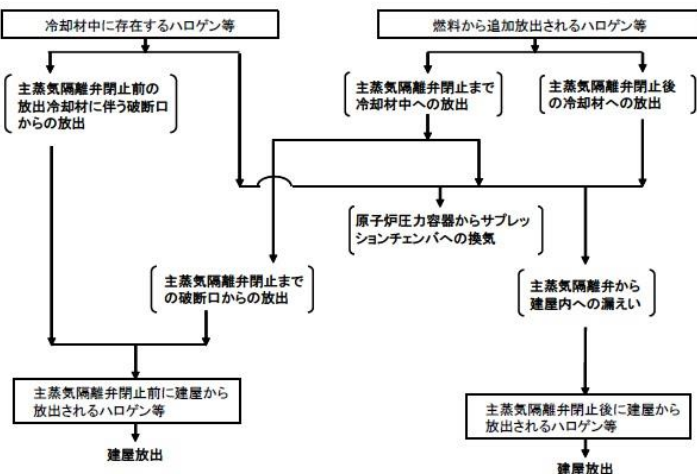 冷却材中に存在するハロゲン等
燃料から追加放出されるハロゲン等
主蒸気隔離弁閉止前の
放出冷却材に伴う破断口
からの放出
主蒸気隔離弁閉止まで
冷却材中への放出
主蒸気隔離弁閉止後
の冷却材への放出
原子炉圧力容器からサプレッ
ションチェンバへの換気
主蒸気隔離弁閉止まで
の破断口からの放出
主蒸気隔離弁から
建屋内への漏えい
主蒸気隔離弁閉止前に建屋から
放出されるハロゲン等
主蒸気隔離弁閉止後に建屋から
放出されるハロゲン等
建屋放出
建屋放出